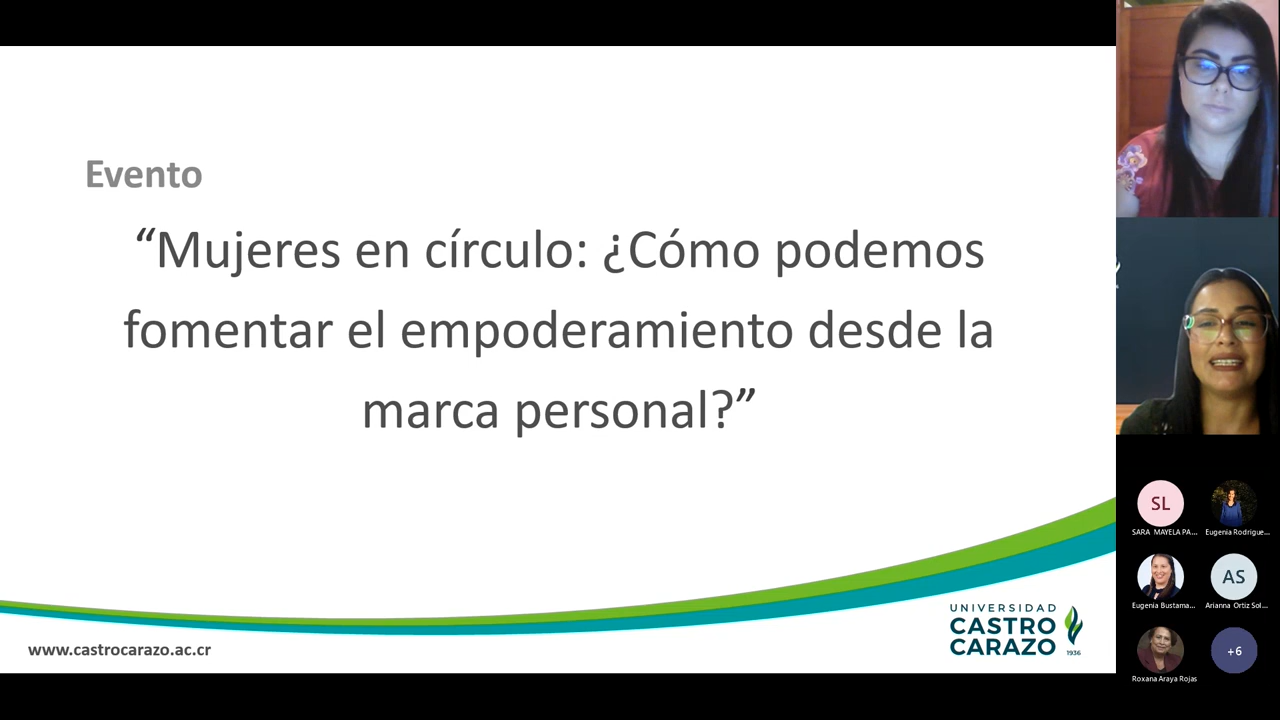 Evento
“Mujeres en círculo: ¿Cómo podemos
fomentar el empoderamiento desde la
marca personal?”
www.castrocarazo.ac.cr
UNIVERSIDAD
CASTRO
CARAZO
1936
SL
SARA MAYELA PA...
Eugenia Rodrigue...
Eugenia Bustama...
AS
Arianna Ortiz Sol...
Roxana Araya Rojas
+6